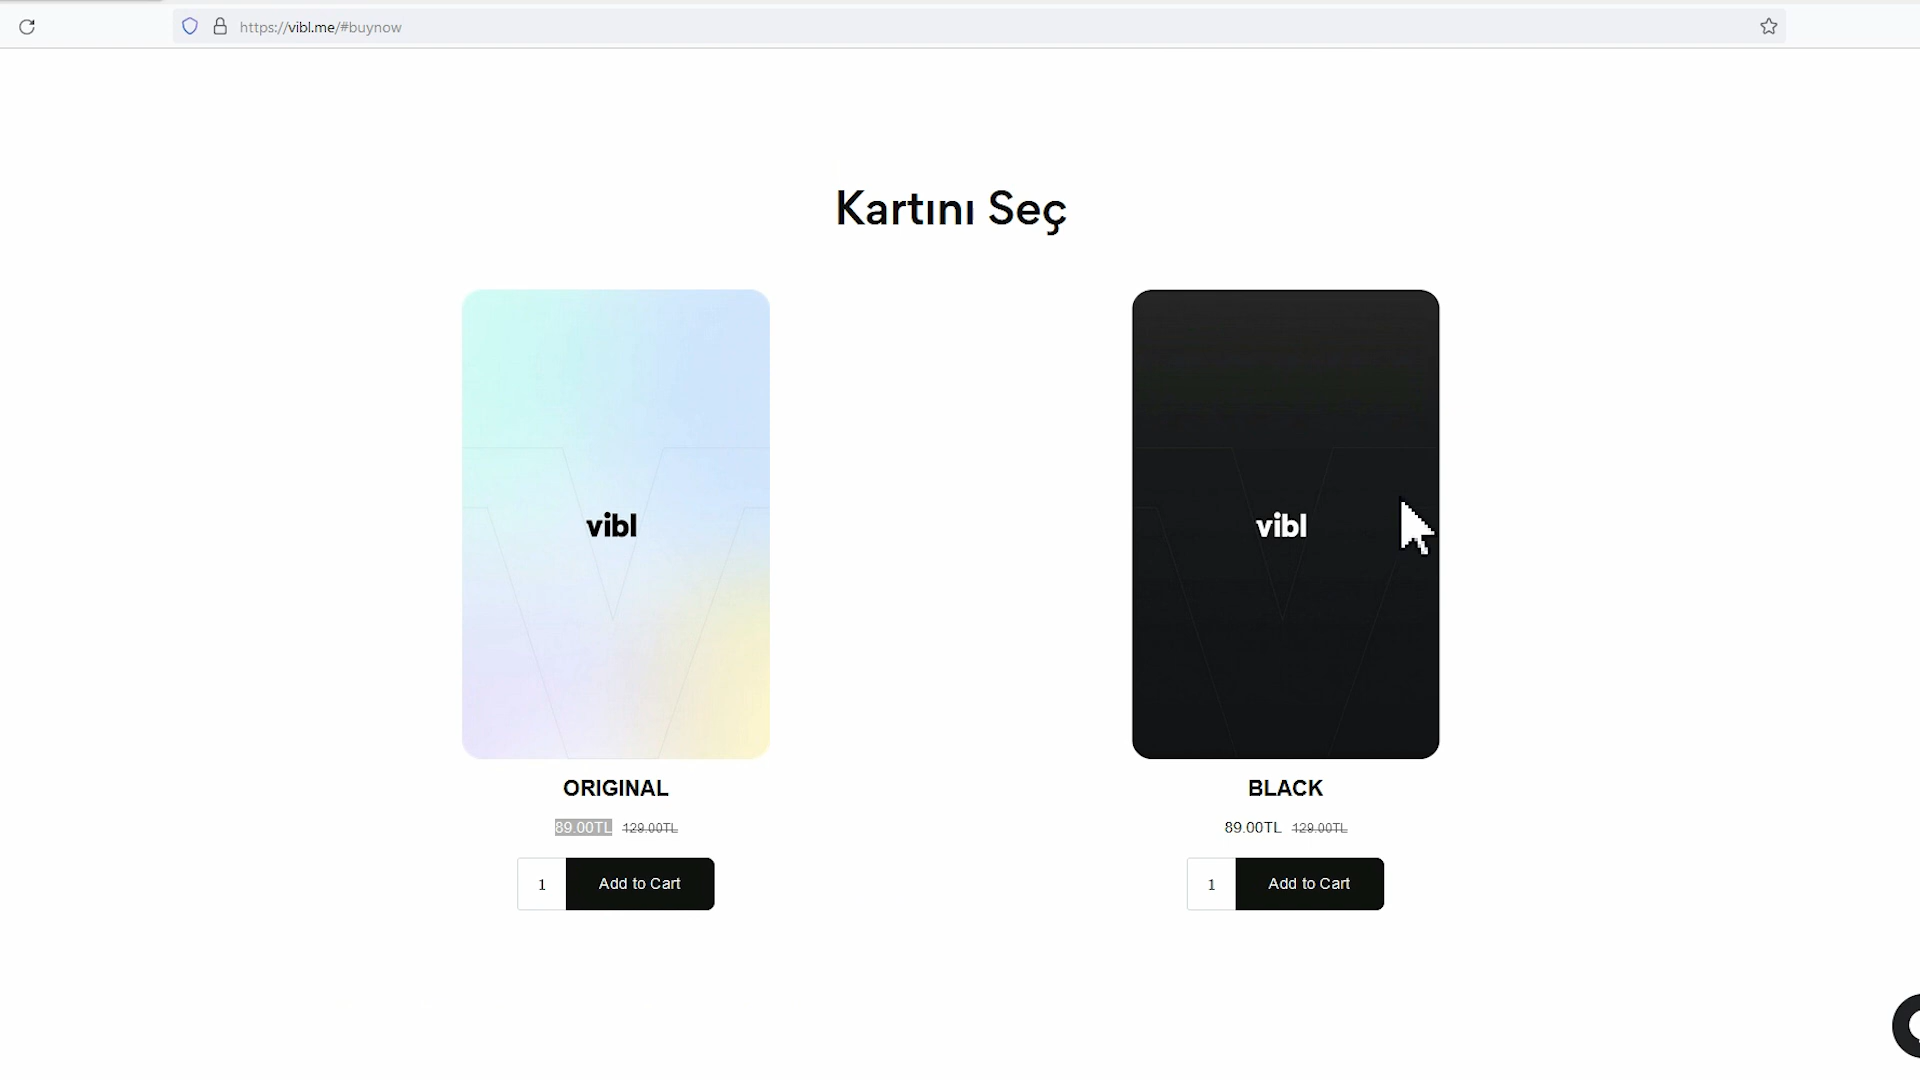 https://vibl.me/#buynow
Kartını Seç
vibl
vibl
ORIGINAL
BLACK
89.00TL 129.00TL
89.00TL 129.00TL
1 Add to Cart
1 Add to Cart